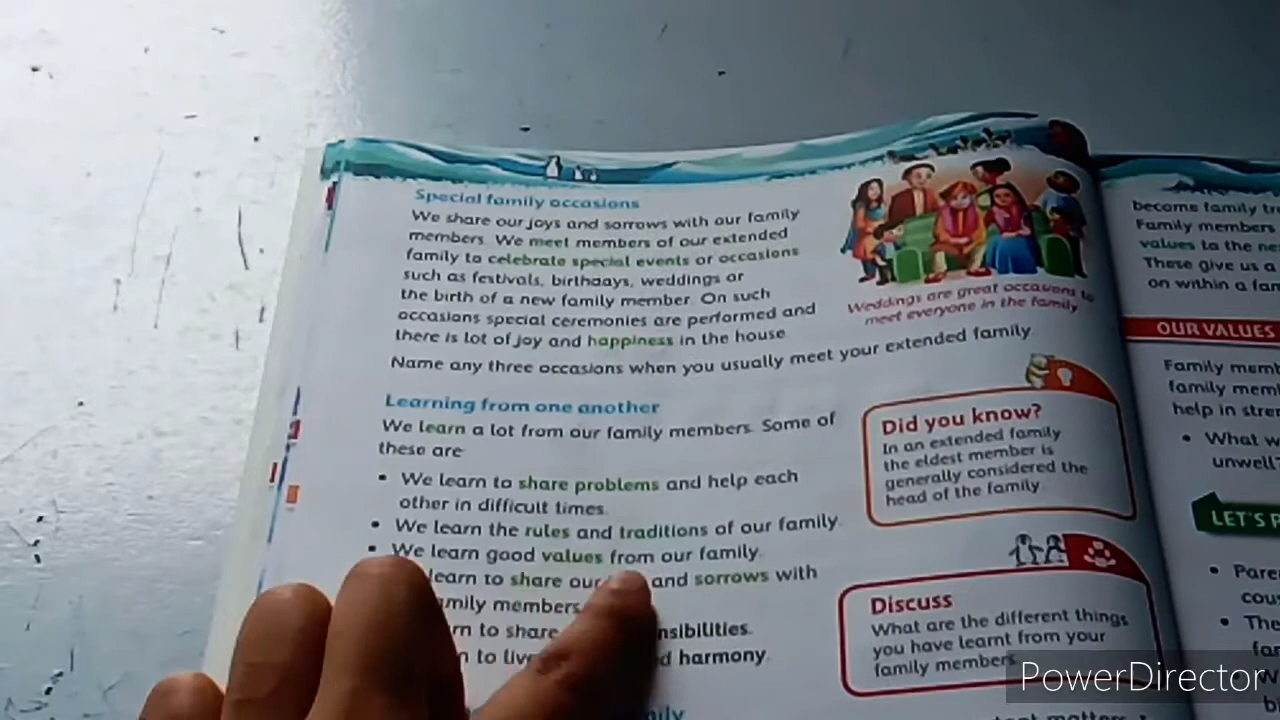 Special family occasions
We share our joys and sorrows with our family
members. We meet members of our extended
family to celebrate special events or occasions
such as festivals, birthdays, weddings or
the birth of a new family member. On such
occasions special ceremonies are performed and
there is lot of joy and happiness in the house
Weddings are great occasions to
meet everyone in the family
Name any three occasions when you usually meet your extended family.
Learning from one another
We learn a lot from our family members. Some of
these are
• We learn to share problems and help each
other in difficult times.
• We learn the rules and traditions of our family.
• We learn good values from our family.
learn to share our and sorrows with
family members
to share
to
harmony.
Did you know?
In an extended family
the eldest member is
generally considered the
head of the family.
Discuss
What are the different things
you have learnt from your
family members
become family
Family members
values to the
These give us a
on within a
OUR VALUES
Family
family
help in
• What
unwell?
LET'S
•
•
PowerDirector